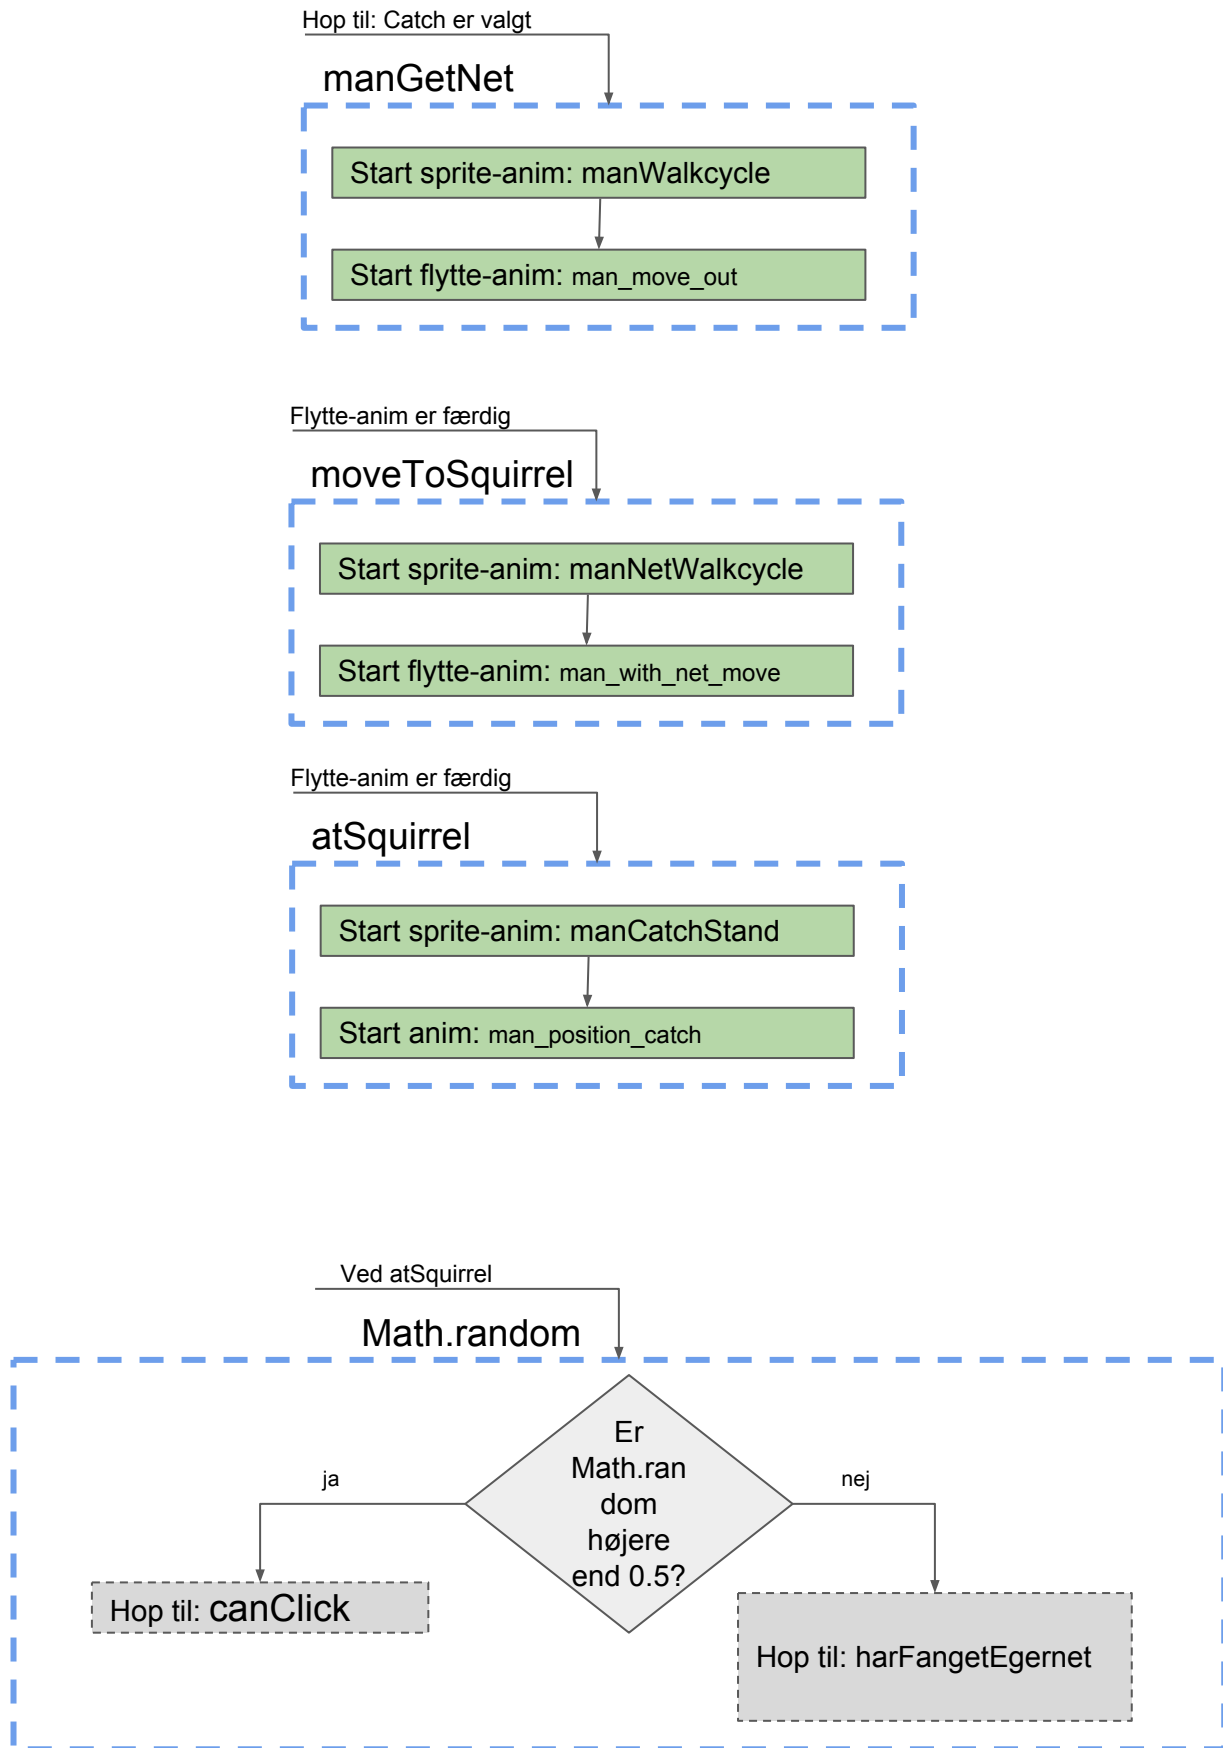 Hop til: Catch er valgt
manGetNet
Start sprite-anim: manWalkcycle
Start flytte-anim: man_move_out
Flytte-anim er færdig
moveToSquirrel
Start sprite-anim: manNetWalkcycle
Start flytte-anim: man_with_net_move
Flytte-anim er færdig
atSquirrel
Start sprite-anim: manCatchStand
Start anim: man_position_catch
Ved atSquirrel
Math.random
Er
Math.ran
dom
højere
end 0.5?
ja
nej
Hop til: canClick
Hop til: harFangetEgernet